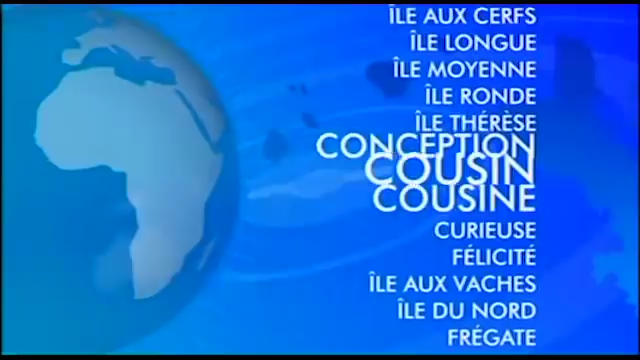 ÎLE AUX CERFS
ÎLE LONGUE
ÎLE MOYENNE
ÎLE RONDE
ÎLE THÉRÈSE
CONCEPTION
COUSIN
COUSINE
CURIEUSE
FÉLICITÉ
ÎLE AUX VACHES
ÎLE DU NORD
FRÉGATE